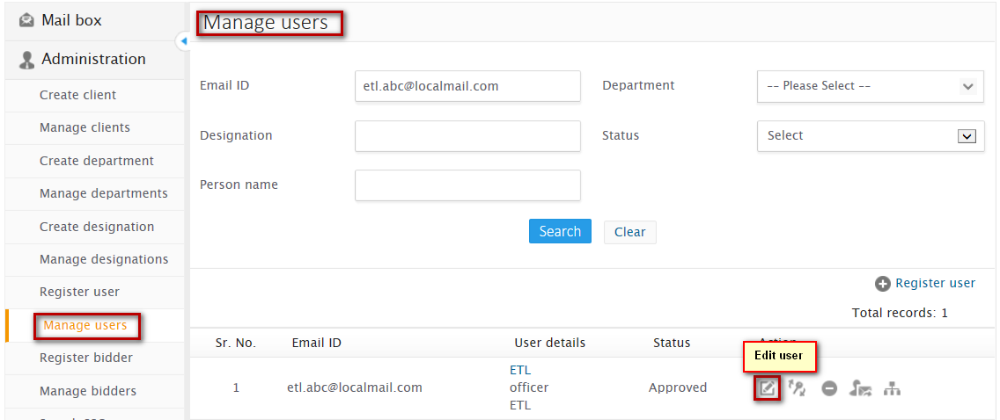 Mail box
Administration
Create client
Manage clients
Create department
Manage departments
Create designation
Manage designations
Register user
Manage users
Register bidder
Manage bidders
Manage users
Email ID etl.abc@localmail.com Department -- Please Select --
Designation Status Select
Person name
Search Clear
Register user
Total records: 1
Sr. No. Email ID User details Status Action
Edit user
ETL
1 etl.abc@localmail.com officer Approved
ETL